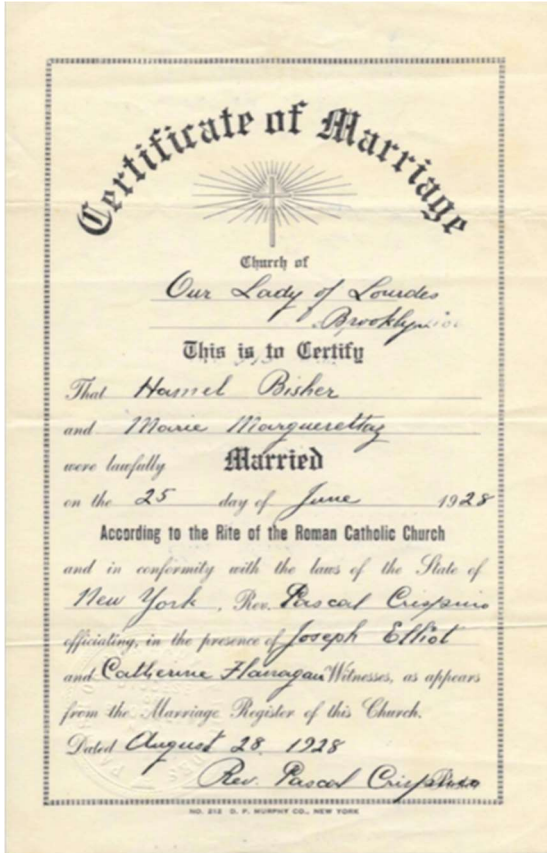 Certificate of Marriage
Church of
Our Lady of Lourdes
Brooklyn
This is to Certify
That Hamel Bisher
and Marie Marguerettaz
were lawfully Married
on the 25 day of June 1928
According to the Rite of the Roman Catholic Church
and in conformity with the laws of the State of
New York, Rev. Pascal Crispino
officiating, in the presence of Joseph Elliot
and Catherine Flanagan Witnesses, as appears
from the Marriage Register of this Church.
Dated August 28, 1928
Rev. Pascal Crispino
NO. 212 D. P. MURPHY CO., NEW YORK